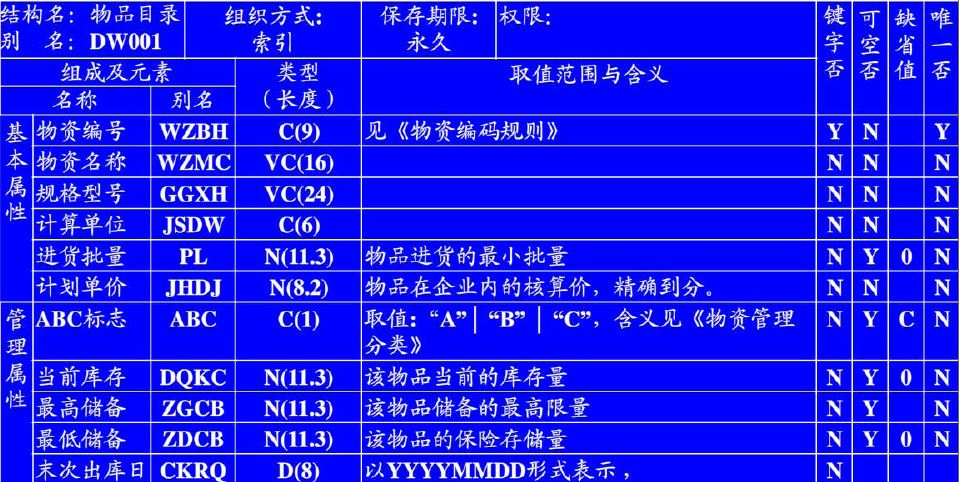 结构名：物品目录 组织方式： 保存期限： 权限： 键字否 可空否 缺省值 唯一否
别 名：DW001 索引 永久
组成及元素 类型 取值范围与含义
名称 别名 （长度）
基本属性
物资编号 WZBH C(9) 见《物资编码规则》 Y N Y
物资名称 WZMC VC(16) N N N
规格型号 GGXH VC(24) N N N
计算单位 JSDW C(6) N N N
进货批量 PL N(11.3) 物品进货的最小批量 N Y 0 N
计划单价 JHDJ N(8.2) 物品在企业内的核算价，精确到分。 N N N
管理属性
ABC标志 ABC C(1) 取值：“A”│“B”│“C”，含义见《物资管理 N Y C N
分类》
当前库存 DQKC N(11.3) 该物品当前的库存量 N Y 0 N
最高储备 ZGCB N(11.3) 该物品储备的最高限量 N Y N
最低储备 ZDCB N(11.3) 该物品的保险存储量 N Y 0 N
末次出库日 CKRQ D(8) 以YYYYMMDD形式表示， N